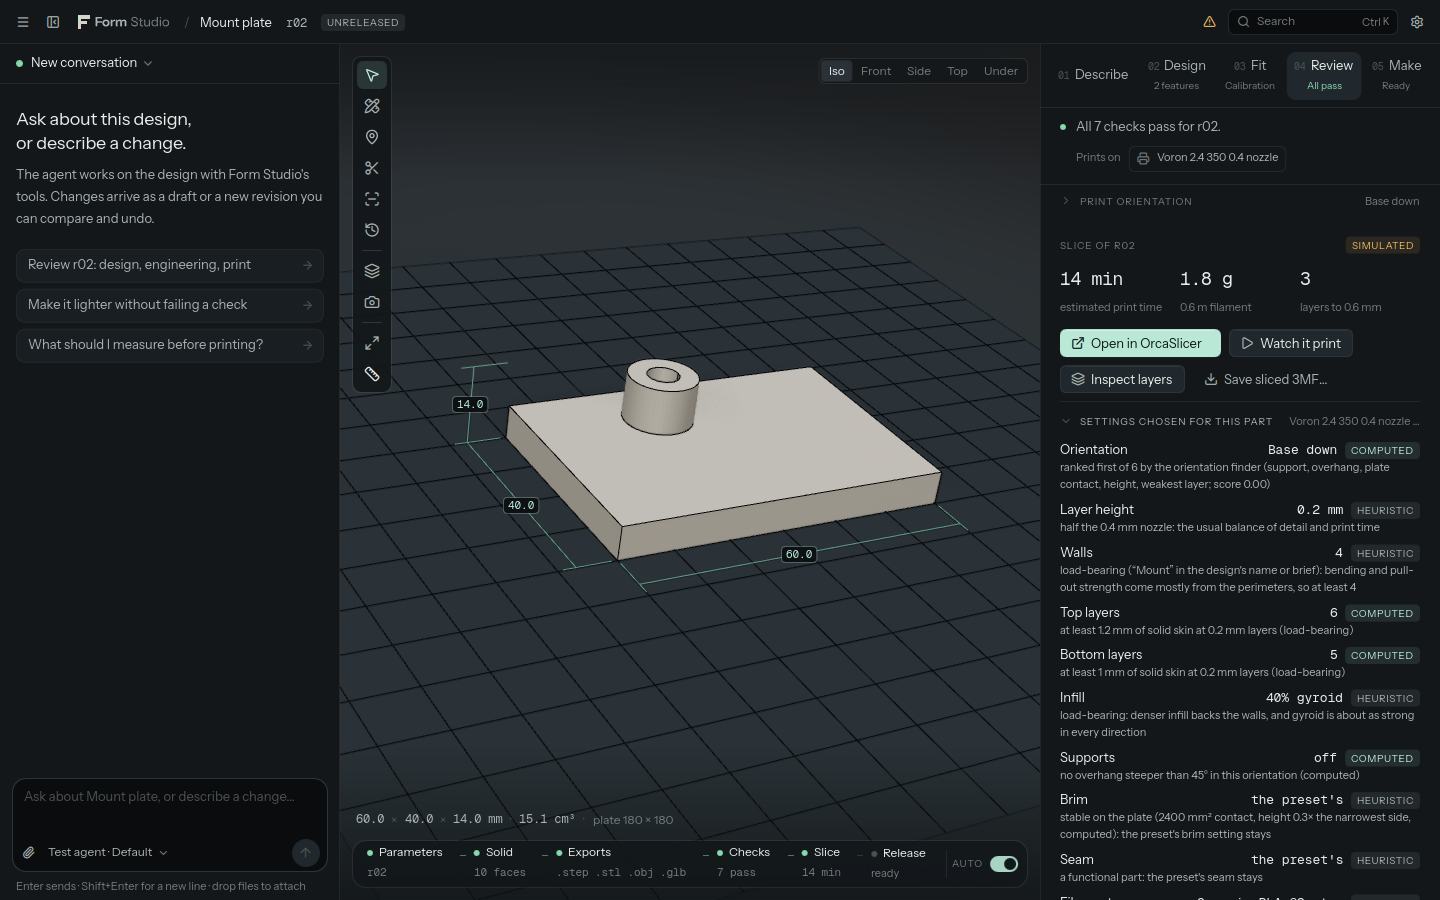 Form Studio / Mount plate r02 UNRELEASED
Search Ctrl K
New conversation
Ask about this design,
or describe a change.
The agent works on the design with Form Studio's
tools. Changes arrive as a draft or a new revision you
can compare and undo.
Review r02: design, engineering, print
Make it lighter without failing a check
What should I measure before printing?
Ask about Mount plate, or describe a change...
Test agent · Default
Enter sends · Shift+Enter for a new line · drop files to attach
Iso Front Side Top Under
14.0
40.0
60.0
60.0 × 40.0 × 14.0 mm · 15.1 cm³ · plate 180 × 180
Parameters Solid Exports Checks Slice Release
r02 10 faces .step .stl .obj .glb 7 pass 14 min ready
AUTO
01 Describe 02 Design 03 Fit 04 Review 05 Make
2 features Calibration All pass Ready
All 7 checks pass for r02.
Prints on Voron 2.4 350 0.4 nozzle
PRINT ORIENTATION Base down
SLICE OF R02 SIMULATED
14 min 1.8 g 3
estimated print time 0.6 m filament layers to 0.6 mm
Open in OrcaSlicer Watch it print
Inspect layers Save sliced 3MF...
SETTINGS CHOSEN FOR THIS PART Voron 2.4 350 0.4 nozzle ...
Orientation Base down COMPUTED
ranked first of 6 by the orientation finder (support, overhang, plate
contact, height, weakest layer; score 0.00)
Layer height 0.2 mm HEURISTIC
half the 0.4 mm nozzle: the usual balance of detail and print time
Walls 4 HEURISTIC
load-bearing ("Mount" in the design's name or brief): bending and pull-
out strength come mostly from the perimeters, so at least 4
Top layers 6 COMPUTED
at least 1.2 mm of solid skin at 0.2 mm layers (load-bearing)
Bottom layers 5 COMPUTED
at least 1 mm of solid skin at 0.2 mm layers (load-bearing)
Infill 40% gyroid HEURISTIC
load-bearing: denser infill backs the walls, and gyroid is about as strong
in every direction
Supports off COMPUTED
no overhang steeper than 45° in this orientation (computed)
Brim the preset's HEURISTIC
stable on the plate (2400 mm² contact, height 0.3× the narrowest side,
computed): the preset's brim setting stays
Seam the preset's HEURISTIC
a functional part: the preset's seam stays